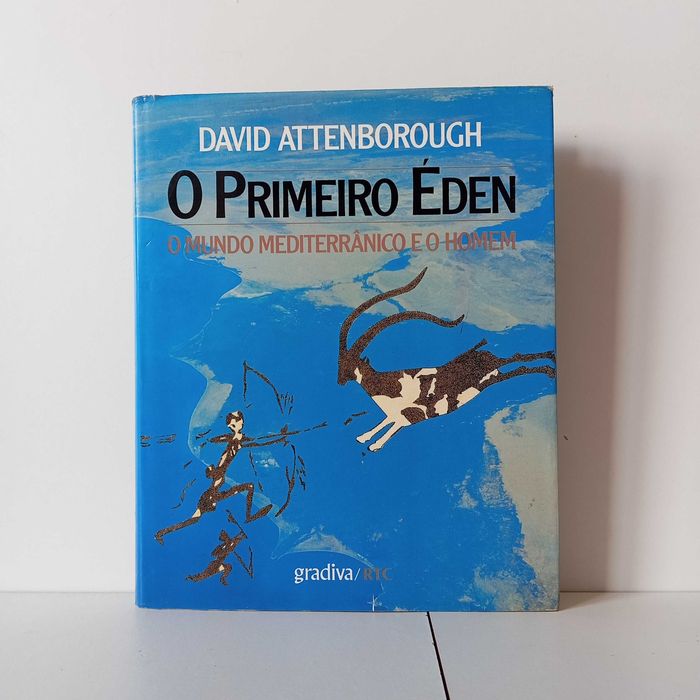 DAVID ATTENBOROUGH
O PRIMEIRO ÉDEN
O MUNDO MEDITERRÂNICO E O HOMEM
gradiva/RTC